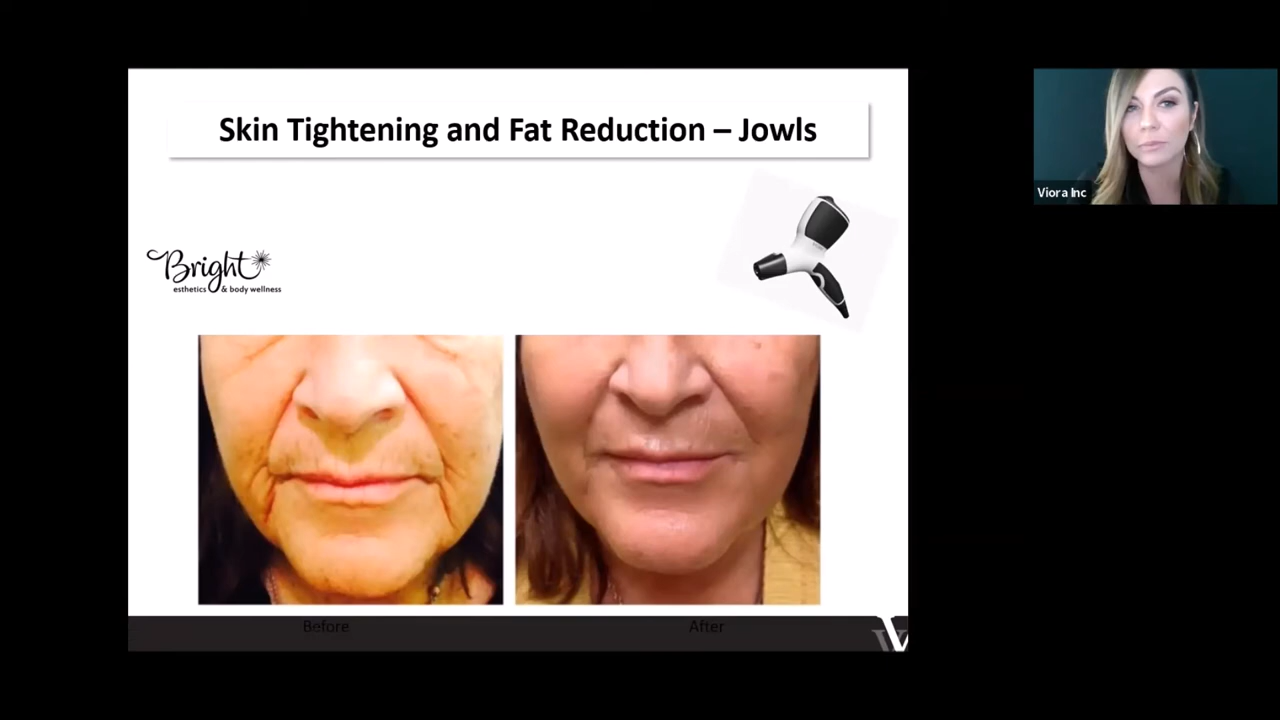 Skin Tightening and Fat Reduction – Jowls
Viora Inc
Bright
esthetics & body wellness
Before
After